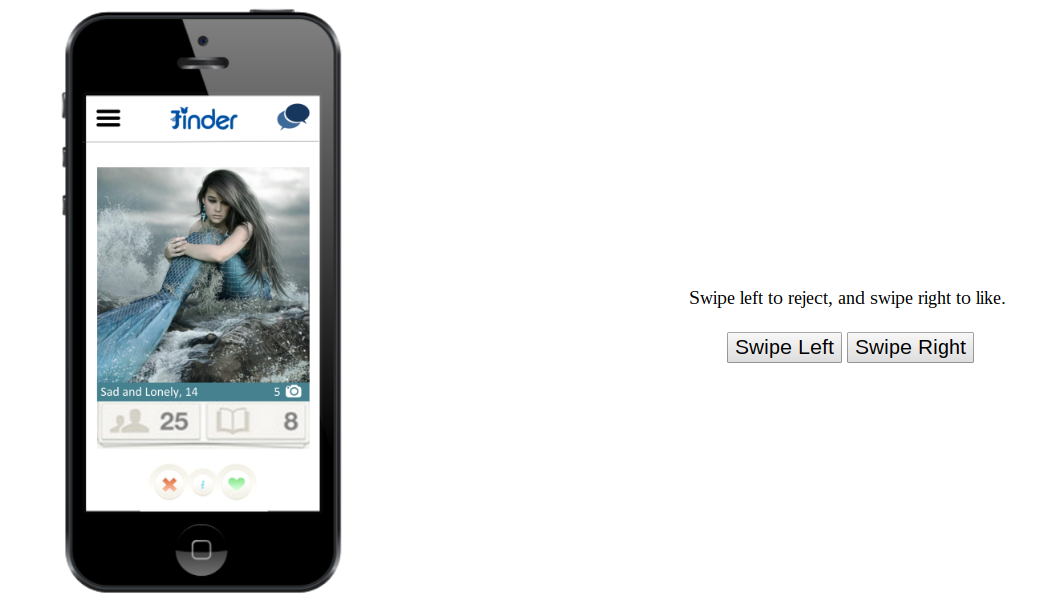 Finder
Sad and Lonely, 14 5
25 8
Swipe left to reject, and swipe right to like.
Swipe Left Swipe Right